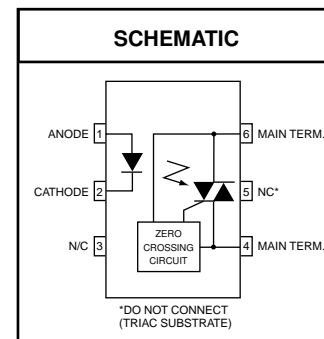 SCHEMATIC
ANODE 1
6 MAIN TERM.
CATHODE 2
5 NC*
N/C 3
ZERO
CROSSING
CIRCUIT
4 MAIN TERM.
*DO NOT CONNECT
(TRIAC SUBSTRATE)